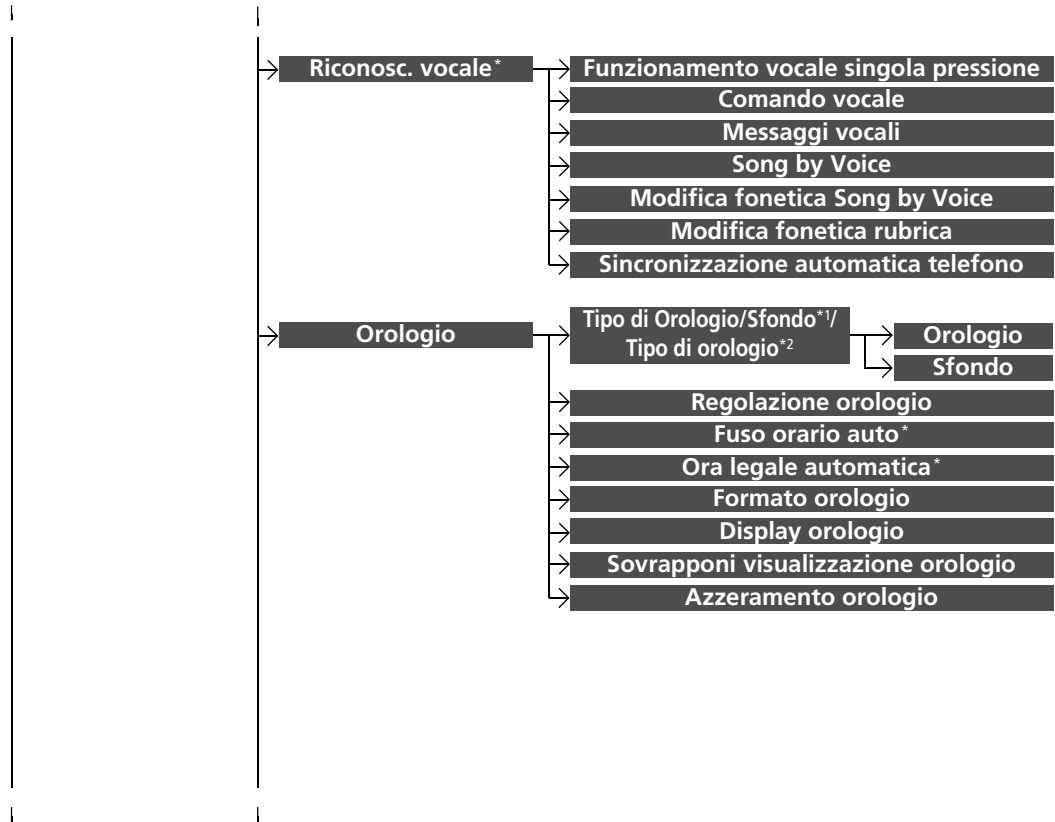 Riconosc. vocale*
Funzionamento vocale singola pressione
Comando vocale
Messaggi vocali
Song by Voice
Modifica fonetica Song by Voice
Modifica fonetica rubrica
Sincronizzazione automatica telefono
Orologio
Tipo di Orologio/Sfondo*1/
Tipo di orologio*2
Orologio
Sfondo
Regolazione orologio
Fuso orario auto*
Ora legale automatica*
Formato orologio
Display orologio
Sovrapponi visualizzazione orologio
Azzeramento orologio